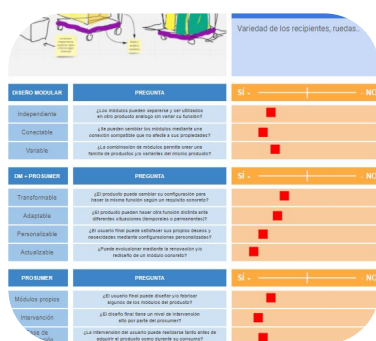 Variedad de los recipientes, ruedas..
DISEÑO MODULAR
PREGUNTA
SÍ -
- NO
Independiente
¿Los módulos pueden separarse y ser utilizados
en otro producto análogo sin variar su función?
Conectable
¿Se pueden cambiar los módulos mediante una
conexión compatible que no afecte a sus propiedades?
Variable
¿La combinación de módulos permite crear una
familia de productos y/o variantes del mismo producto?
DM + PROSUMER
PREGUNTA
SÍ -
- NO
Transformable
¿El producto puede cambiar su configuración para
hacer la misma función según un requisito concreto?
Adaptable
¿El producto pueden hacer otra función distinta ante
diferentes situaciones (temporales o permanentes)?
Personalizable
¿El usuario final puede satisfacer sus propios deseos y
necesidades mediante configuraciones personalizadas?
Actualizable
¿Puede evolucionar mediante la renovación y/o
rediseño de un módulo concreto?
PROSUMER
PREGUNTA
SÍ -
- NO
Módulos propios
¿El usuario final puede diseñar y/o fabricar
algunos de los módulos del producto?
Intervención
¿El diseño final tiene un nivel de intervención
alto por parte del prosumer?
¿La intervención del usuario puede realizarse tanto antes de
adquirir el producto como durante su consumo?